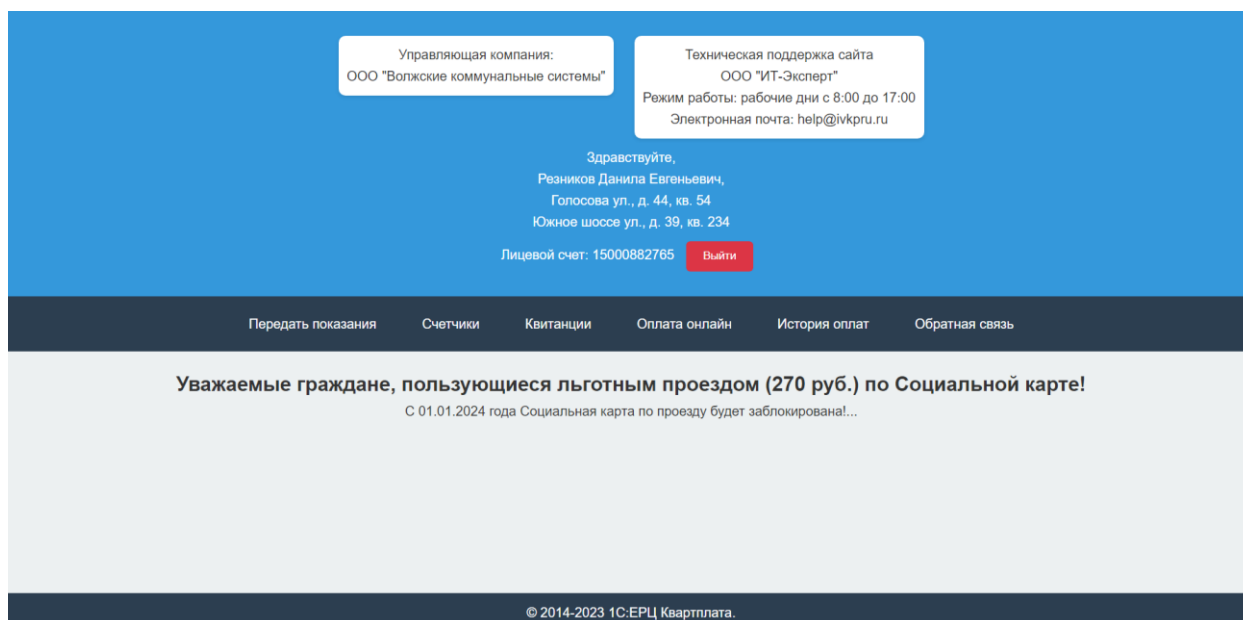 Управляющая компания:
ООО "Волжские коммунальные системы"
Техническая поддержка сайта
ООО "ИТ-Эксперт"
Режим работы: рабочие дни с 8:00 до 17:00
Электронная почта: help@ivkpru.ru
Здравствуйте,
Резников Данила Евгеньевич,
Голосова ул., д. 44, кв. 54
Южное шоссе ул., д. 39, кв. 234
Лицевой счет: 15000882765 Выйти
Передать показания Счетчики Квитанции Оплата онлайн История оплат Обратная связь
Уважаемые граждане, пользующиеся льготным проездом (270 руб.) по Социальной карте!
С 01.01.2024 года Социальная карта по проезду будет заблокирована!...
© 2014-2023 1С:ЕРЦ Квартплата.